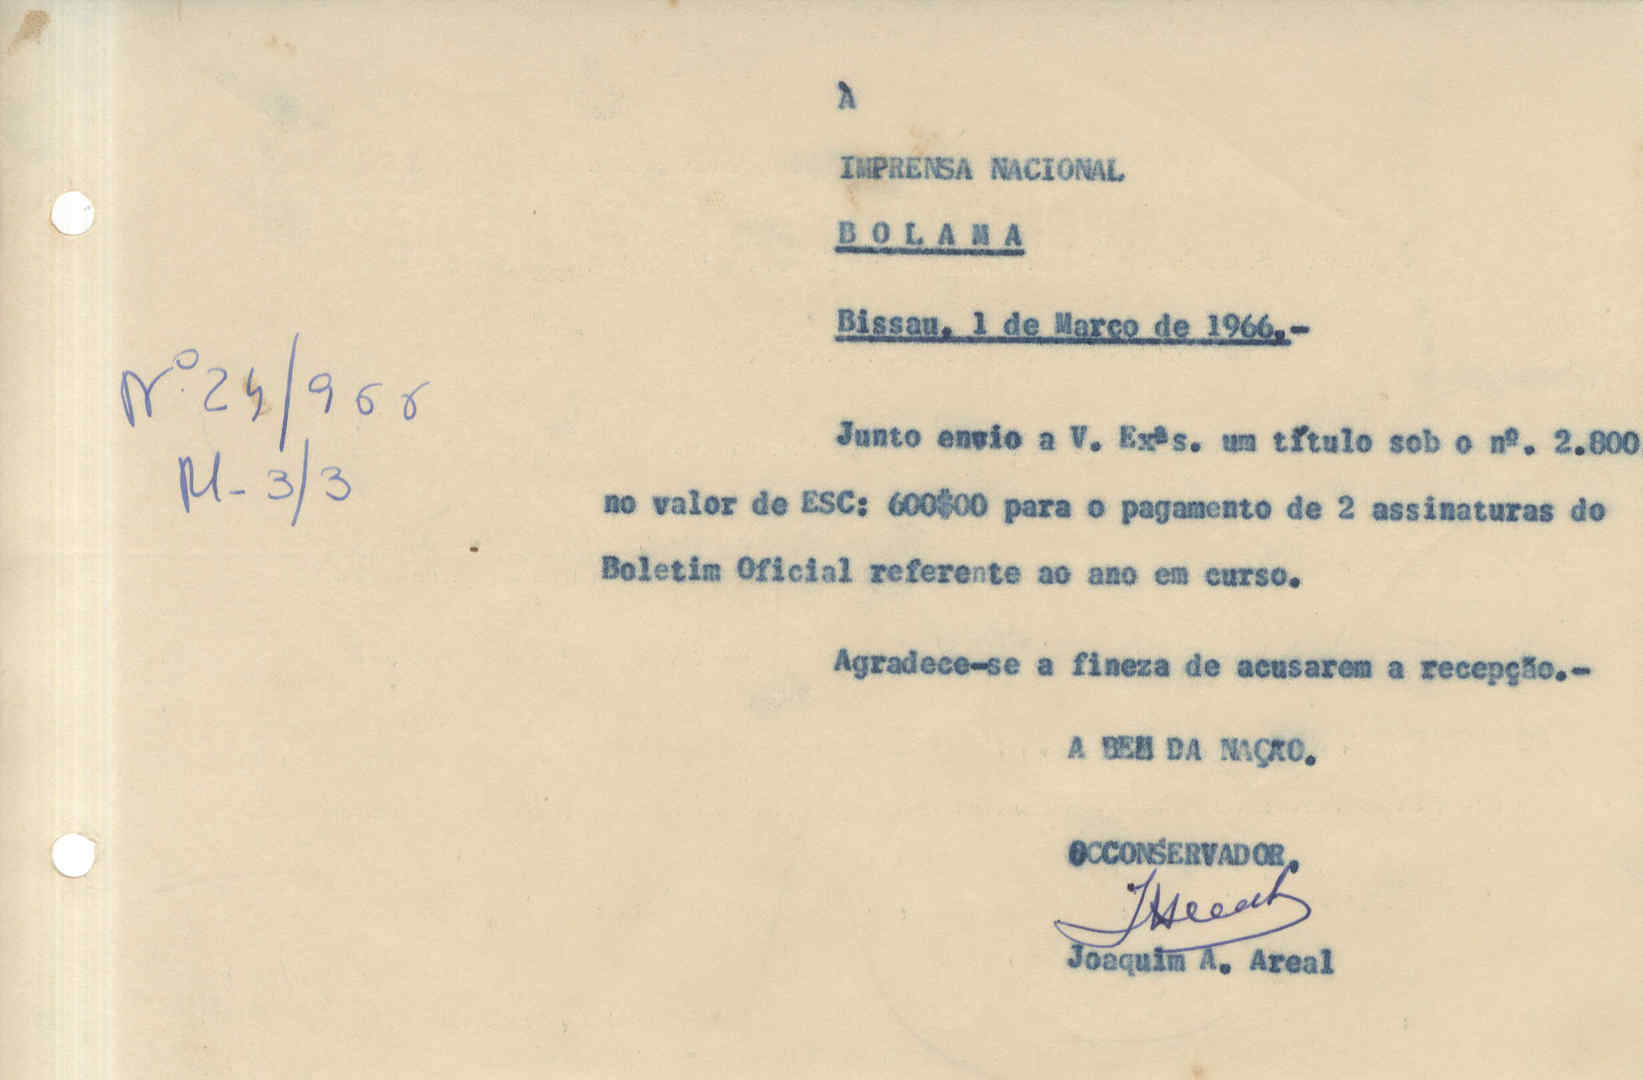 À
IMPRENSA NACIONAL
B O L A M A
Bissau, 1 de Março de 1966.-
Nº 24/966
M- 3/3
Junto envio a V. Exªs. um título sob o nº. 2.800
no valor de ESC: 600$00 para o pagamento de 2 assinaturas do
Boletim Oficial referente ao ano em curso.
Agradece-se a fineza de acusarem a recepção.-
A BEM DA NAÇÃO.
O CONSERVADOR,
Joaquim A. Areal